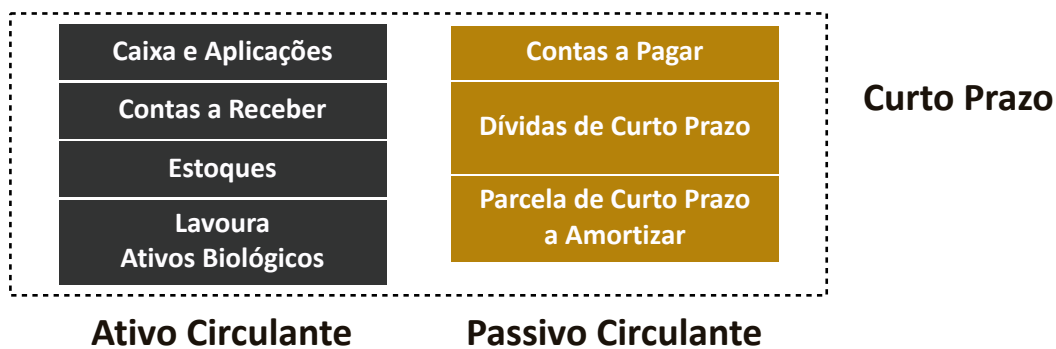 Caixa e Aplicações
Contas a Receber
Estoques
Lavoura
Ativos Biológicos
Contas a Pagar
Dívidas de Curto Prazo
Parcela de Curto Prazo
a Amortizar
Curto Prazo
Ativo Circulante
Passivo Circulante